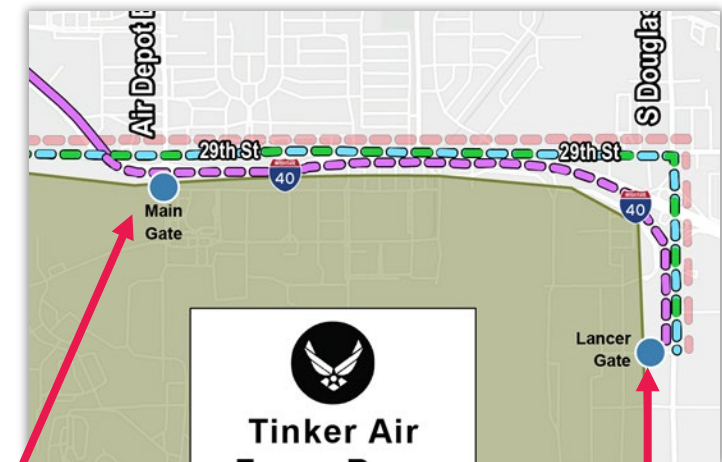 Air Depot
S Douglas
29th St
29th St
40
40
Main
Gate
Lancer
Gate
Tinker Air